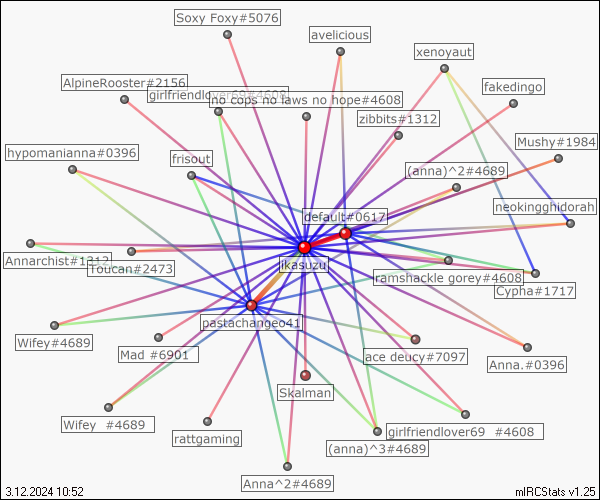 Soxy Foxy#5076
avelicious
xenoyaut
AlpineRooster#2156
fakedingo
girlfriendlover69#4608
no cops no laws no hope#4608
zibbits#1312
Mushy#1984
hypomanianna#0396
frisout
(anna)^2#4689
default#0617
neokingghidorah
Annarchist#1312
Toucan#2473
ikasuzu
ramshackle gorey#4608
Cypha#1717
pastachangeo41
Wifey#4689
Mad #6901
ace deucy#7097
Anna.#0396
Skalman
Wifey  #4689
rattgaming
girlfriendlover69  #4608
(anna)^3#4689
Anna^2#4689
3.12.2024 10:52
mIRCStats v1.25